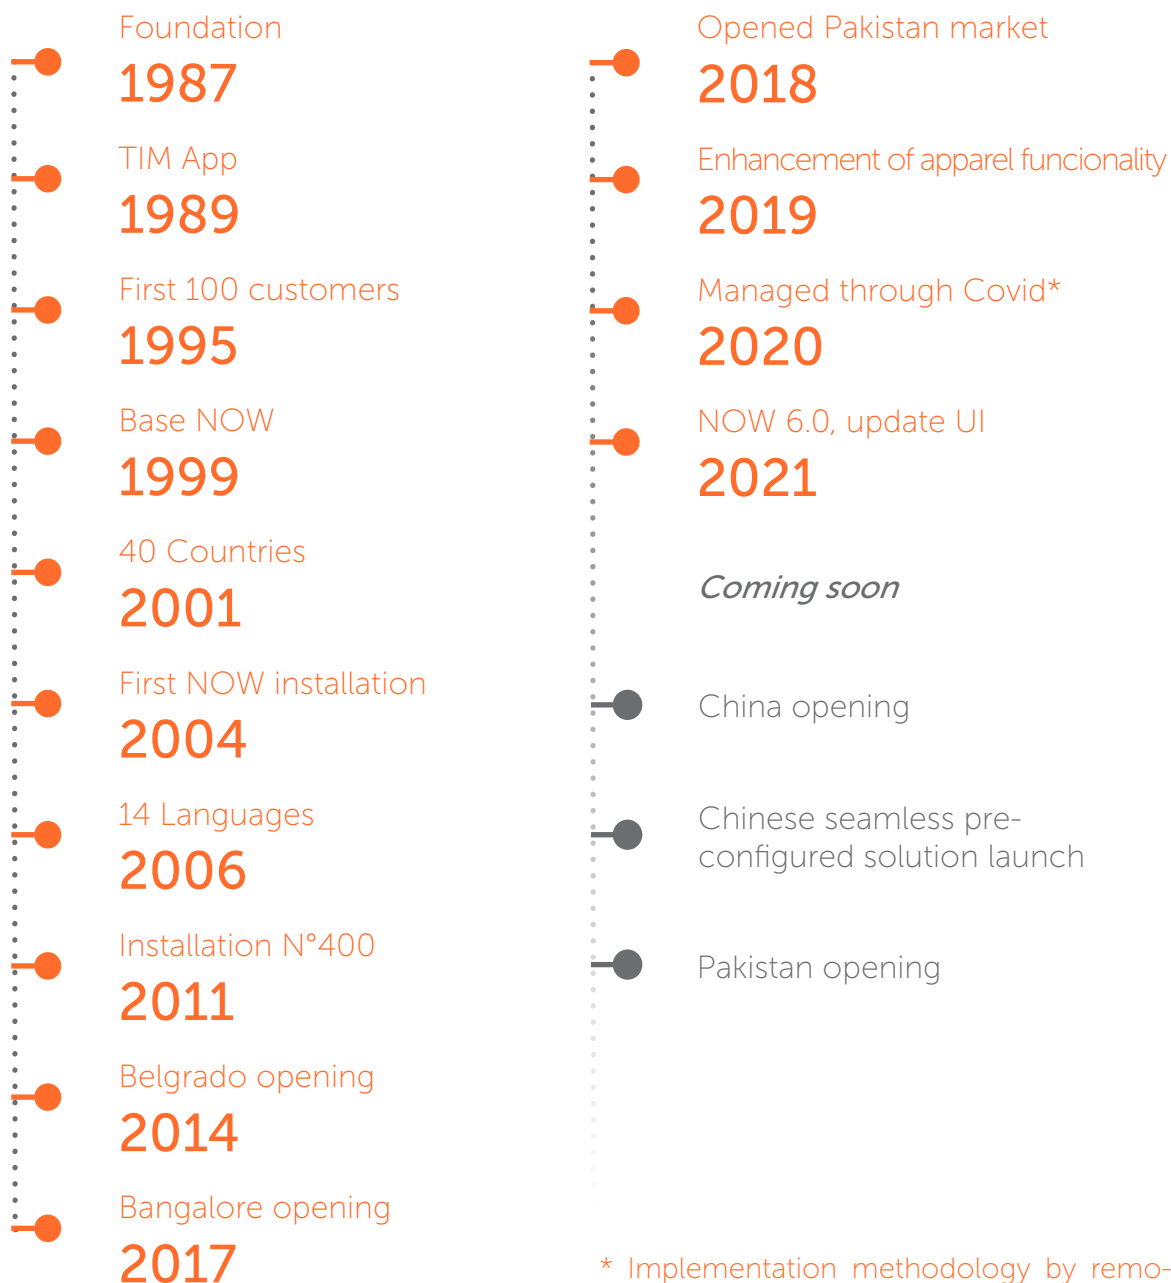 Foundation
1987
TIM App
1989
First 100 customers
1995
Base NOW
1999
40 Countries
2001
First NOW installation
2004
14 Languages
2006
Installation N°400
2011
Belgrado opening
2014
Bangalore opening
2017
Opened Pakistan market
2018
Enhancement of apparel funcionality
2019
Managed through Covid*
2020
NOW 6.0, update UI
2021
Coming soon
China opening
Chinese seamless pre-
configured solution launch
Pakistan opening
* Implementation methodology by remo-